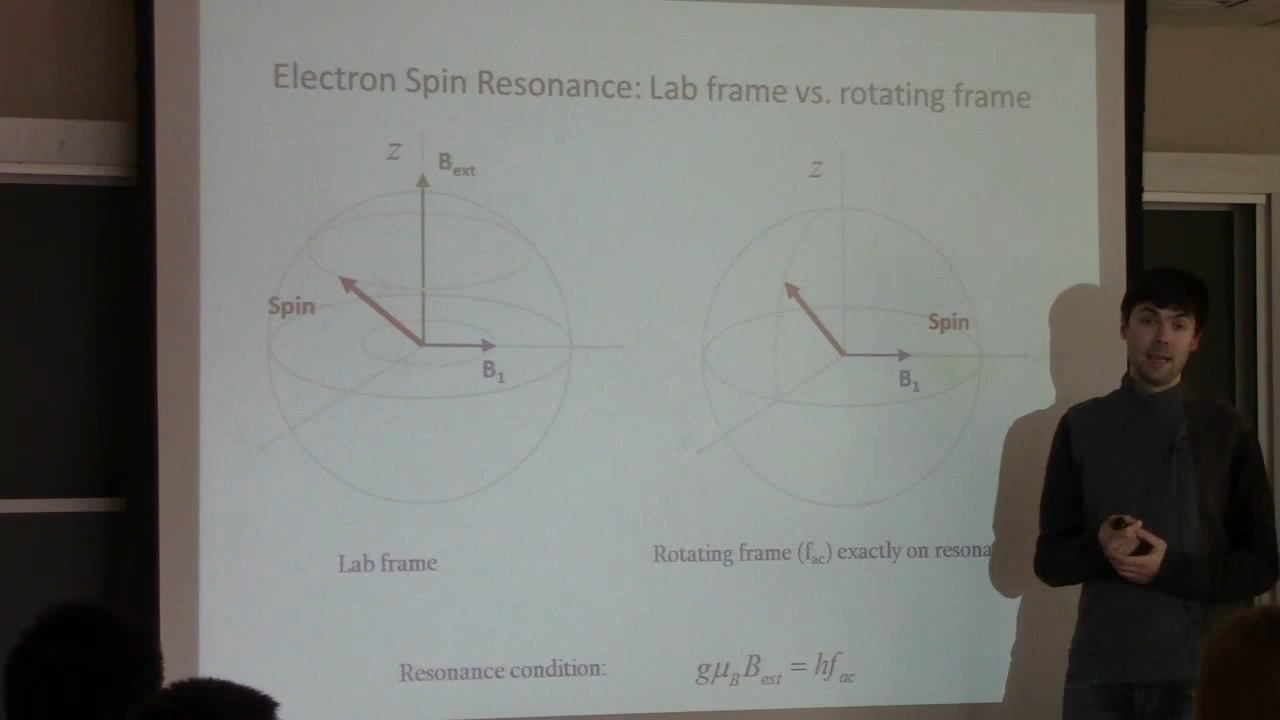 Electron Spin Resonance: Lab frame vs. rotating frame
z
B_ext
Spin
B_1
z
Spin
B_1
Lab frame
Rotating frame (f_ac) exactly on
Resonance condition: gμ_B B_ext = hf_ac